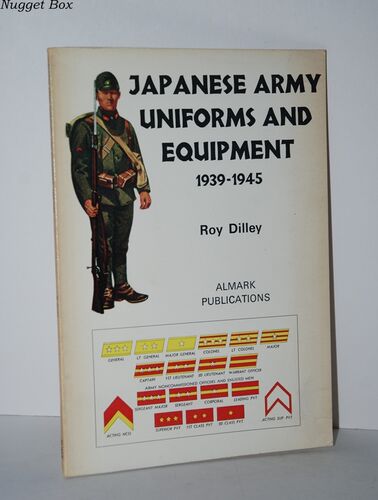 Nugget Box
JAPANESE ARMY
UNIFORMS AND
EQUIPMENT
1939-1945
Roy Dilley
ALMARK
PUBLICATIONS
GENERAL LT GENERAL MAJOR GENERAL COLONEL LT COLONEL MAJOR
CAPTAIN 1ST LIEUTENANT 2D LIEUTENANT WARRANT OFFICER
ARMY NONCOMMISSIONED OFFICERS AND ENLISTED MEN
SERGEANT MAJOR SERGEANT CORPORAL LEADING PVT
ACTING NCO SUPERIOR PVT 1ST CLASS PVT 2D CLASS PVT ACTING SUP PVT